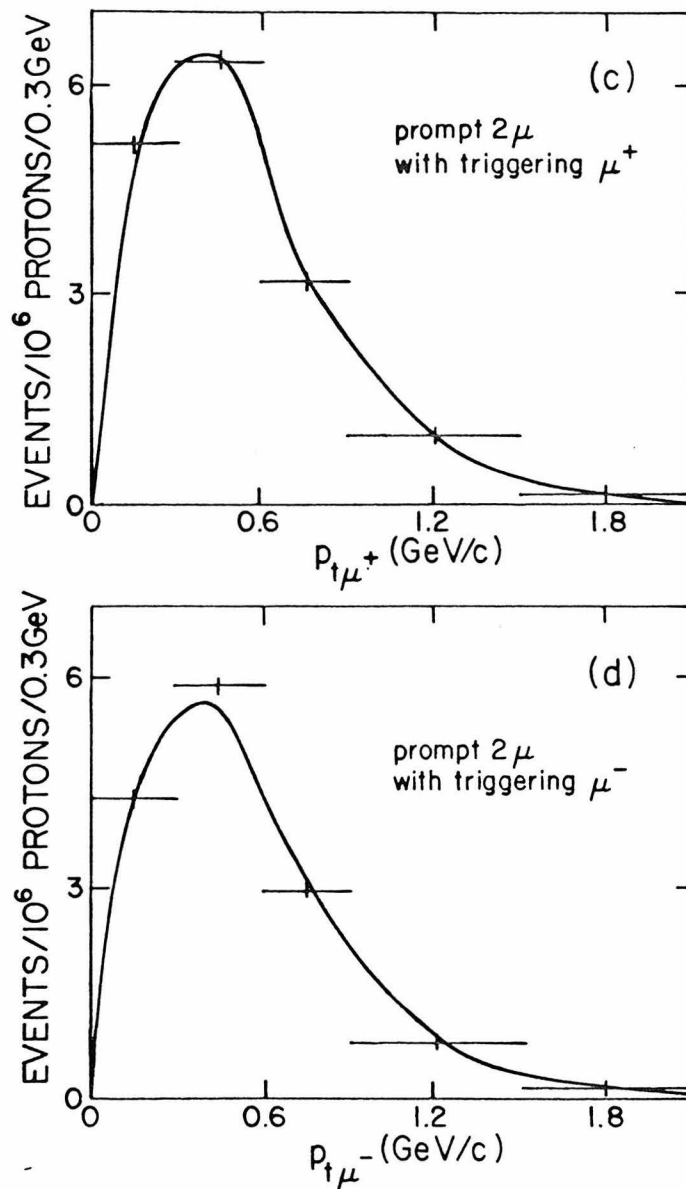 (c)
prompt 2μ
with triggering μ⁺
EVENTS/10⁶ PROTONS/0.3GeV
6
3
0
0 0.6 1.2 1.8
p_tμ⁺ (GeV/c)
(d)
prompt 2μ
with triggering μ⁻
EVENTS/10⁶ PROTONS/0.3GeV
6
3
0
0 0.6 1.2 1.8
p_tμ⁻ (GeV/c)